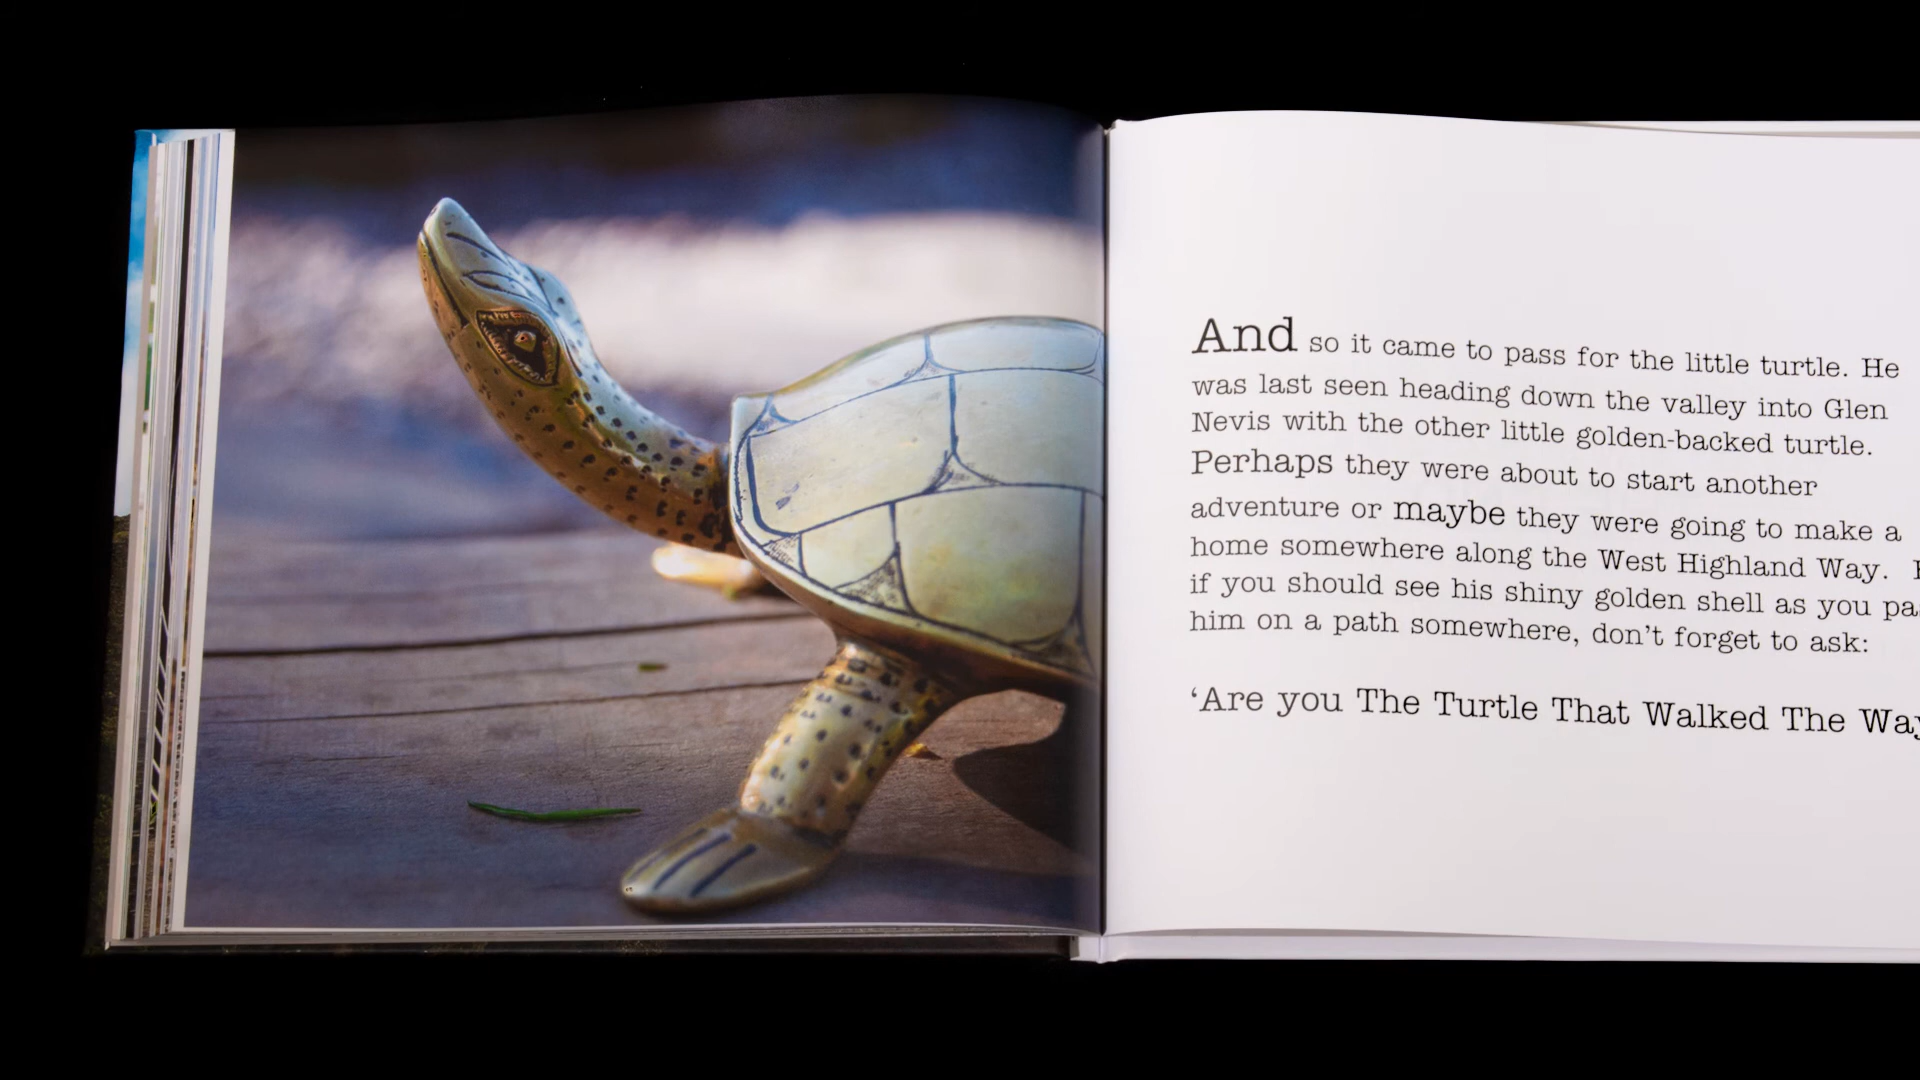 And so it came to pass for the little turtle. He
was last seen heading down the valley into Glen
Nevis with the other little golden-backed turtle.
Perhaps they were about to start another
adventure or maybe they were going to make a
home somewhere along the West Highland Way.
if you should see his shiny golden shell as you
him on a path somewhere, don't forget to ask:
‘Are you The Turtle That Walked The